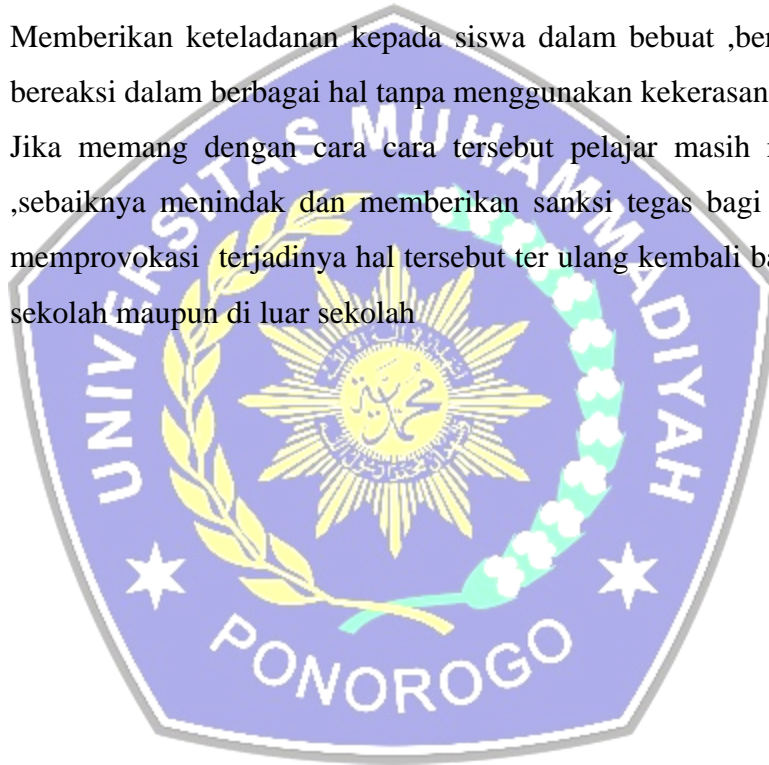 Memberikan keteladanan kepada siswa dalam bebuat ,ber
bereaksi dalam berbagai hal tanpa menggunakan kekerasan
Jika memang dengan cara cara tersebut pelajar masih
,sebaiknya menindak dan memberikan sanksi tegas bagi
memprovokasi terjadinya hal tersebut ter ulang kembali ba
sekolah maupun di luar sekolah
UNIVERSITAS MUHAMMADIYAH
محمد
PONOROGO